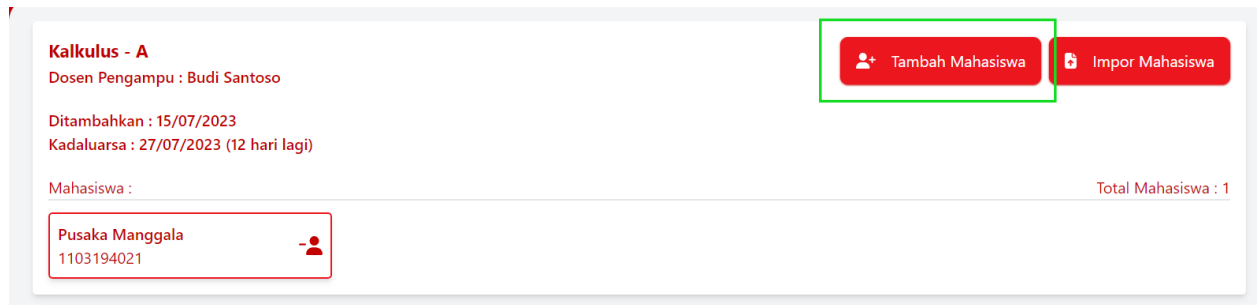 Kalkulus - A
Dosen Pengampu : Budi Santoso
Tambah Mahasiswa
Impor Mahasiswa
Ditambahkan : 15/07/2023
Kadaluarsa : 27/07/2023 (12 hari lagi)
Mahasiswa :
Total Mahasiswa : 1
Pusaka Manggala
1103194021